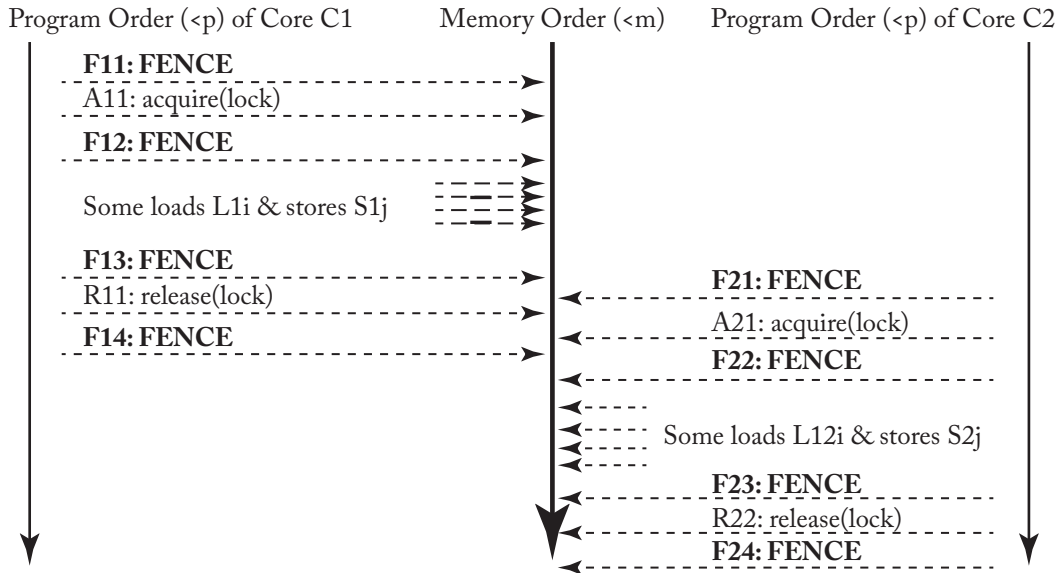 Program Order (<p) of Core C1
Memory Order (<m)
Program Order (<p) of Core C2
F11: FENCE
A11: acquire(lock)
F12: FENCE
Some loads L1i & stores S1j
F13: FENCE
R11: release(lock)
F14: FENCE
F21: FENCE
A21: acquire(lock)
F22: FENCE
Some loads L12i & stores S2j
F23: FENCE
R22: release(lock)
F24: FENCE